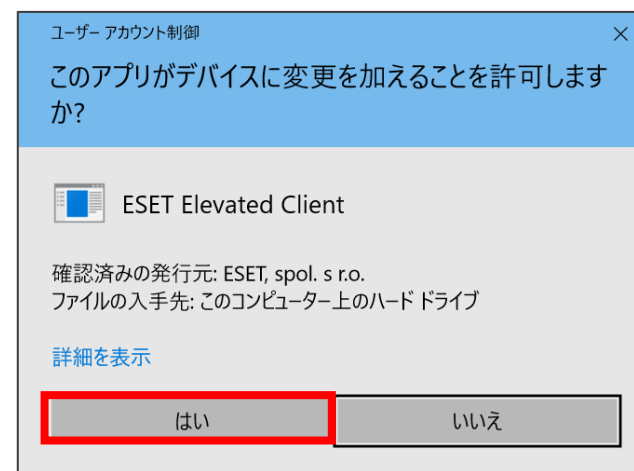 ユーザー アカウント制御
このアプリがデバイスに変更を加えることを許可します
か?
ESET Elevated Client
確認済みの発行元: ESET, spol. s r.o.
ファイルの入手先: このコンピューター上のハード ドライブ
詳細を表示
はい
いいえ